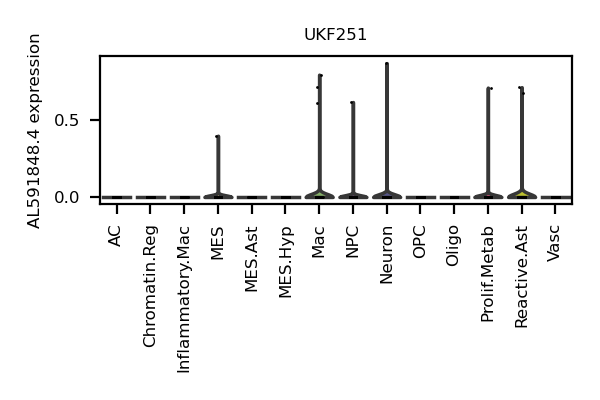 UKF251
AL591848.4 expression
0.5
0.0
AC
Chromatin.Reg
Inflammatory.Mac
MES
MES.Ast
MES.Hyp
Mac
NPC
Neuron
OPC
Oligo
Prolif.Metab
Reactive.Ast
Vasc